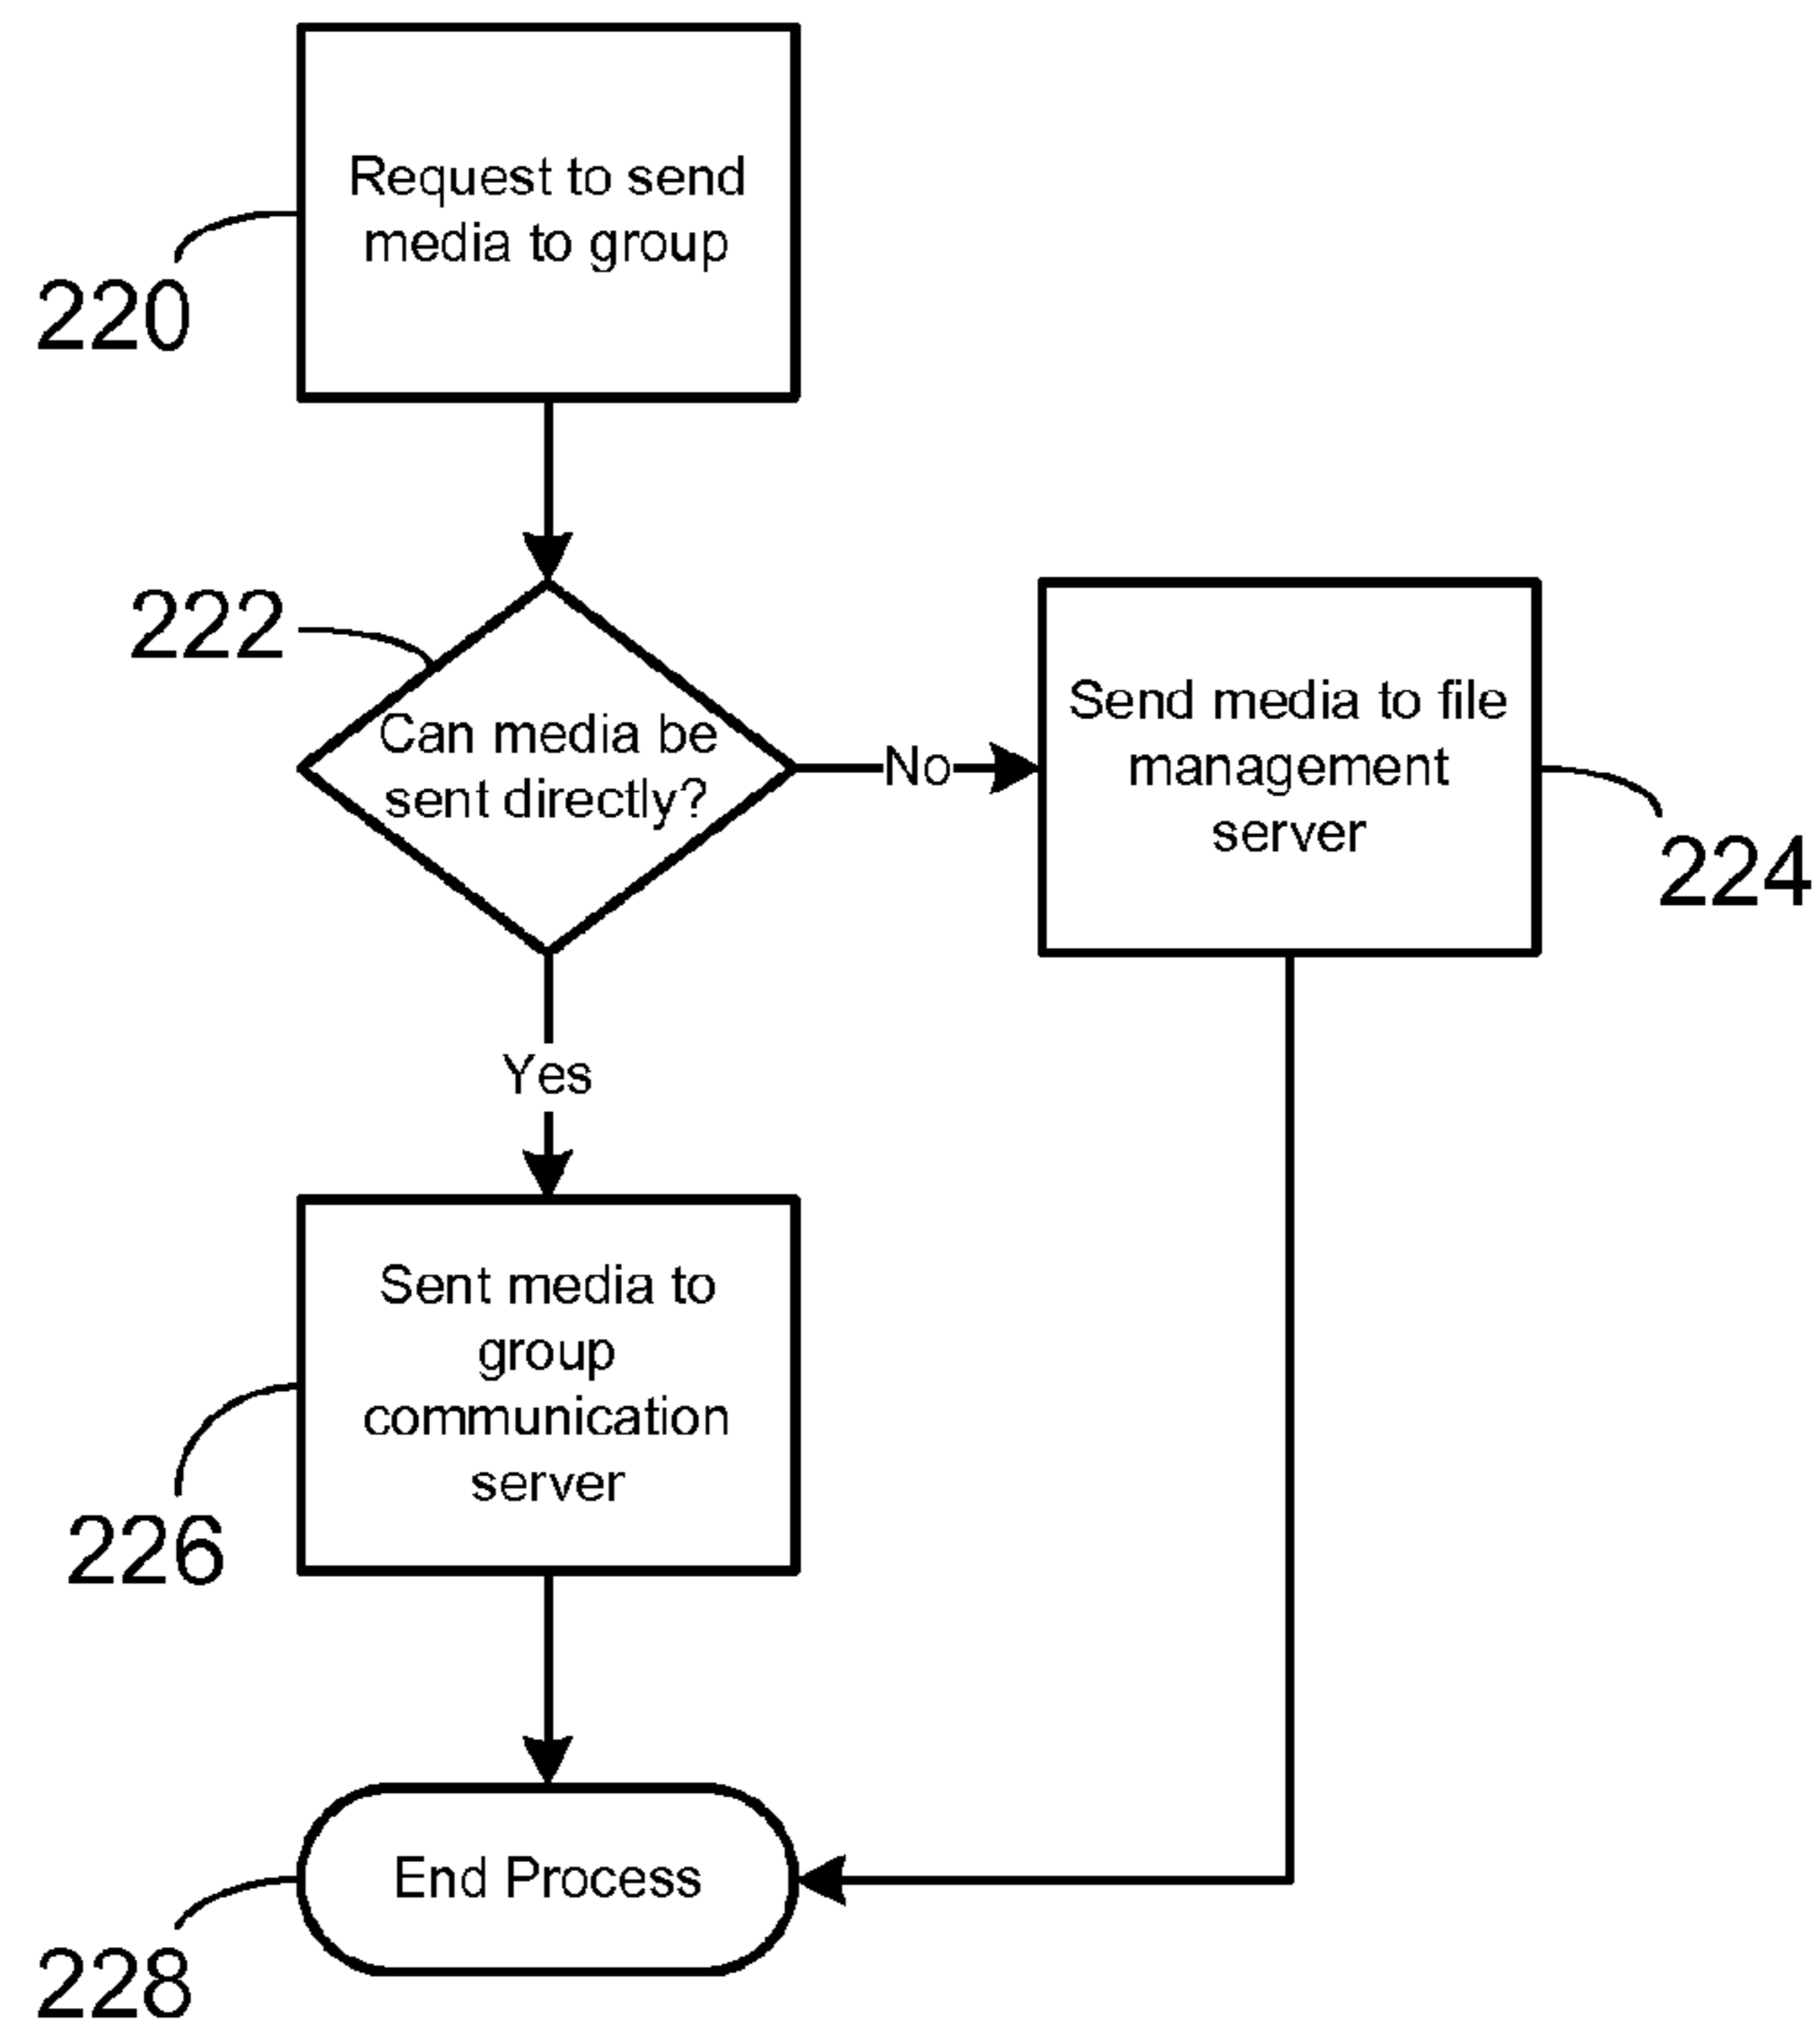 Request to send
media to group
220
222
Can media be
sent directly?
No
Send media to file
management
server
224
Yes
Sent media to
group
communication
server
226
End Process
228